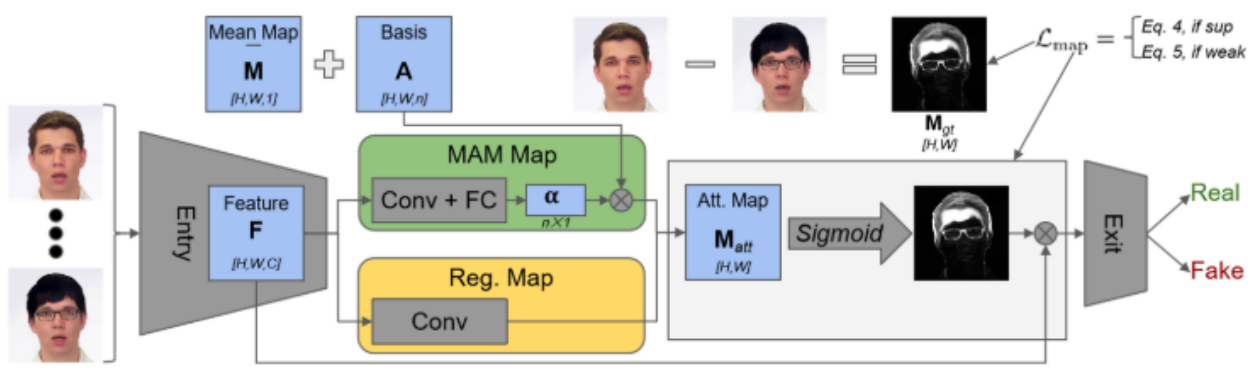 Mean Map
M̄
[H,W,1]
Basis
A
[H,W,n]
M_gt
[H,W]
ℒ_map =
Eq. 4, if sup
Eq. 5, if weak
Entry
Feature
F
[H,W,C]
MAM Map
Conv + FC
α
n×1
Reg. Map
Conv
Att. Map
M_att
[H,W]
Sigmoid
Exit
Real
Fake